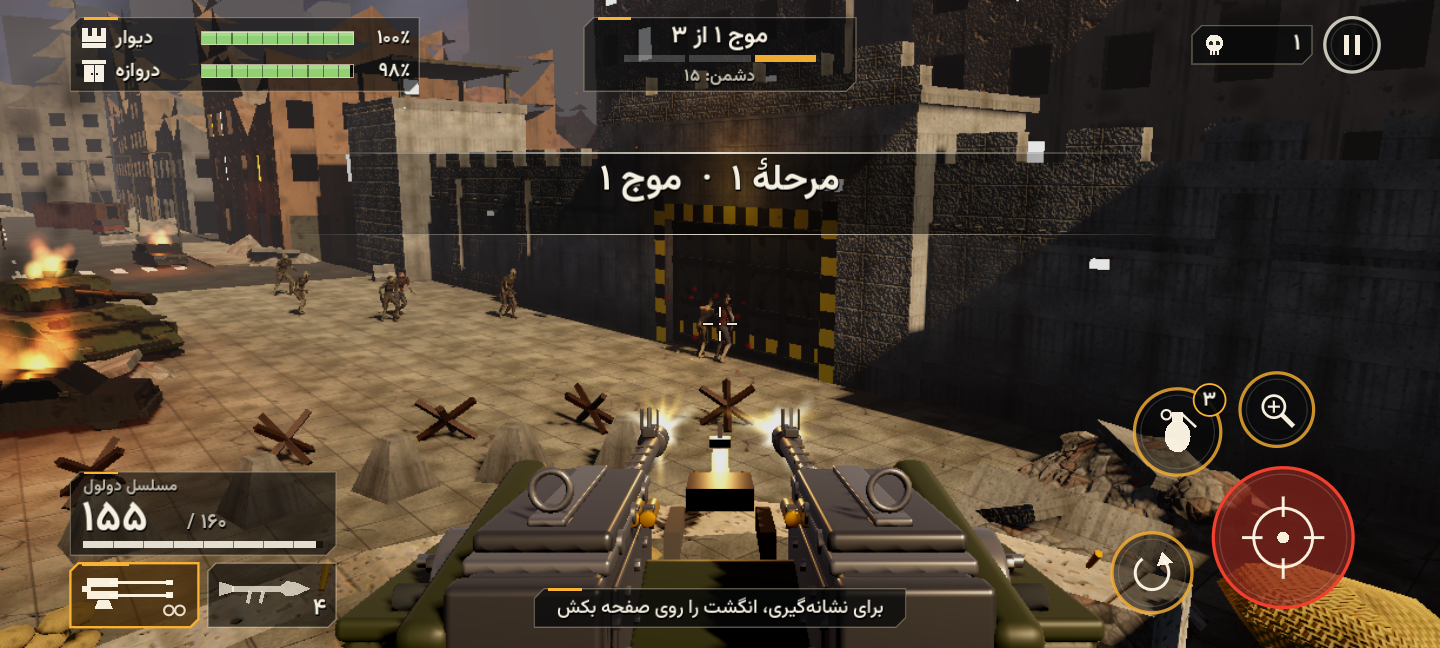 دیوار ۱۰۰٪
دروازه ۹۸٪
موج ۱ از ۳
دشمن: ۱۵
۱
مرحلهٔ ۱ · موج ۱
۳
مسلسل دولول
۱۵۵ / ۱۶۰
∞
۴
برای نشانه‌گیری، انگشت را روی صفحه بکش